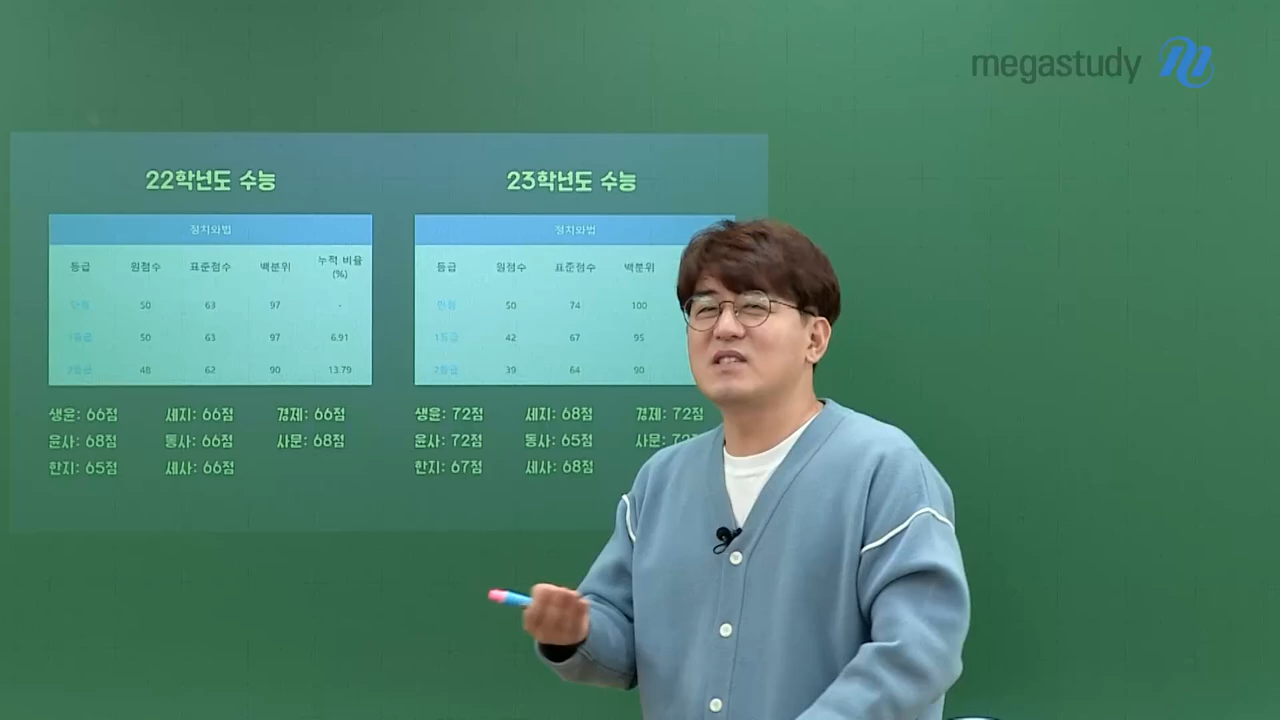 megastudy
22학년도 수능
정치와법
등급 원점수 표준점수 백분위 누적 비율
(%)
만점 50 63 97 -
1등급 50 63 97 6.91
2등급 48 62 90 13.79
생윤: 66점 세지: 66점 경제: 66점
윤사: 68점 동사: 66점 사문: 68점
한지: 65점 세사: 66점
23학년도 수능
정치와법
등급 원점수 표준점수 백분위
만점 50 74 100
1등급 42 67 95
2등급 39 64 90
생윤: 72점 세지: 68점 경제: 72점
윤사: 72점 동사: 65점 사문:
한지: 67점 세사: 68점